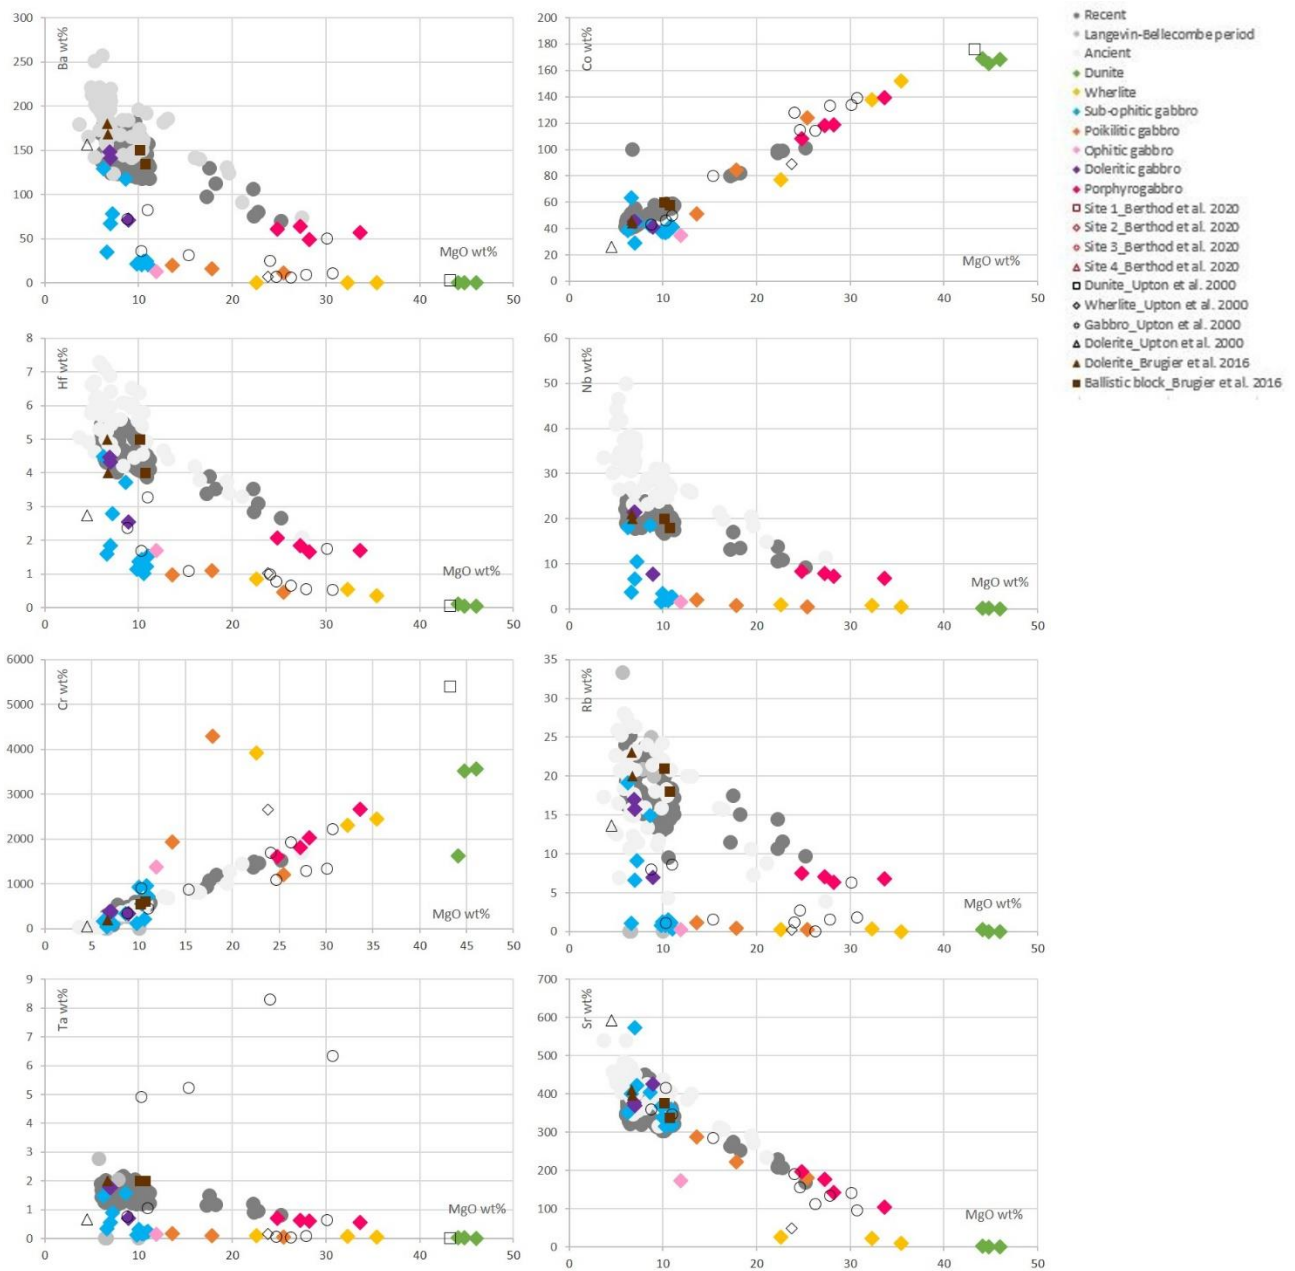 300
250
200
150
100
50
0
Ba wt%
MgO wt%
0 10 20 30 40 50
200
180
160
140
120
100
80
60
40
20
0
Co wt%
MgO wt%
0 10 20 30 40 50
Recent
Langevin-Bellecombe period
Ancient
Dunite
Wherlite
Sub-ophitic gabbro
Poikilitic gabbro
Ophitic gabbro
Doleritic gabbro
Porphyrogabbro
Site 1_Berthod et al. 2020
Site 2_Berthod et al. 2020
Site 3_Berthod et al. 2020
Site 4_Berthod et al. 2020
Dunite_Upton et al. 2000
Wherlite_Upton et al. 2000
Gabbro_Upton et al. 2000
Dolerite_Upton et al. 2000
Dolerite_Brugier et al. 2016
Ballistic block_Brugier et al. 2016
8
7
6
5
4
3
2
1
0
Hf wt%
MgO wt%
0 10 20 30 40 50
60
50
40
30
20
10
0
Nb wt%
MgO wt%
0 10 20 30 40 50
6000
5000
4000
3000
2000
1000
0
Cr wt%
MgO wt%
0 5 10 15 20 25 30 35 40 45 50
35
30
25
20
15
10
5
0
Rb wt%
MgO wt%
0 10 20 30 40 50
9
8
7
6
5
4
3
2
1
0
Ta wt%
MgO wt%
0 10 20 30 40 50
700
600
500
400
300
200
100
0
Sr wt%
MgO wt%
0 10 20 30 40 50